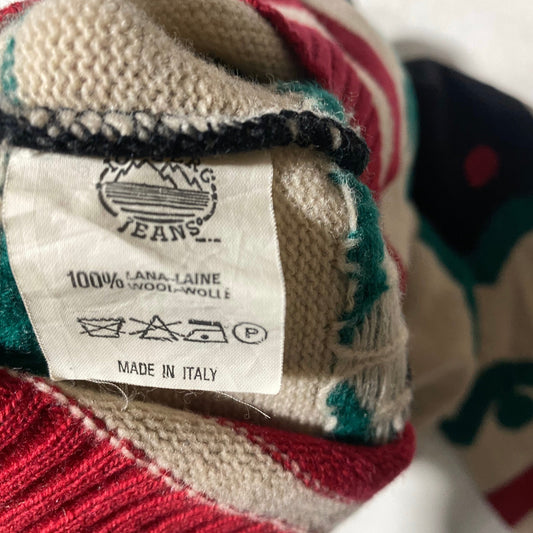 JEANS
100% LANA-LAINE
WOOL-WOLLE
P
MADE IN ITALY